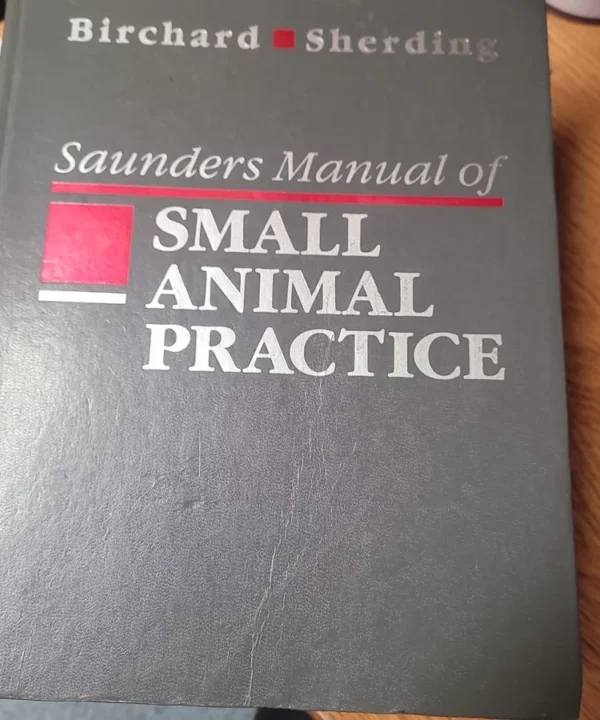 Birchard Sherding
Saunders Manual of
SMALL
ANIMAL
PRACTICE